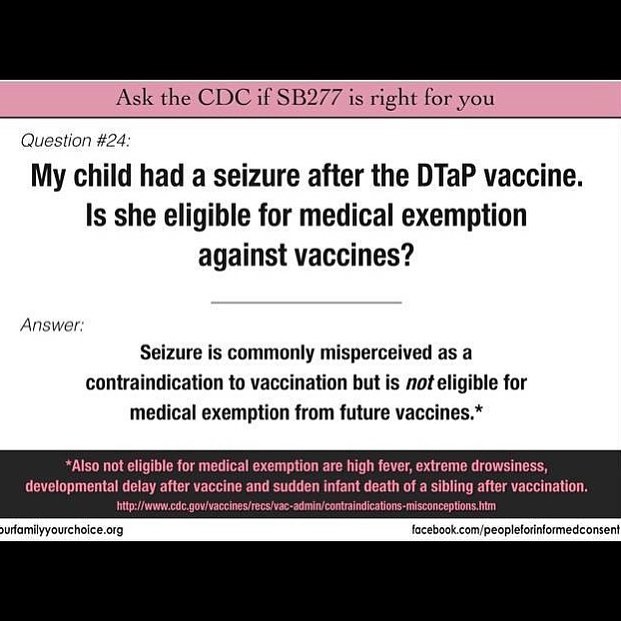 Ask the CDC if SB277 is right for you
Question #24:
My child had a seizure after the DTaP vaccine.
Is she eligible for medical exemption
against vaccines?
Answer:
Seizure is commonly misperceived as a
contraindication to vaccination but is not eligible for
medical exemption from future vaccines.*
*Also not eligible for medical exemption are high fever, extreme drowsiness,
developmental delay after vaccine and sudden infant death of a sibling after vaccination.
http://www.cdc.gov/vaccines/recs/vac-admin/contraindications-misconceptions.htm
ourfamilyyourchoice.org
facebook.com/peopleforinformedconsent